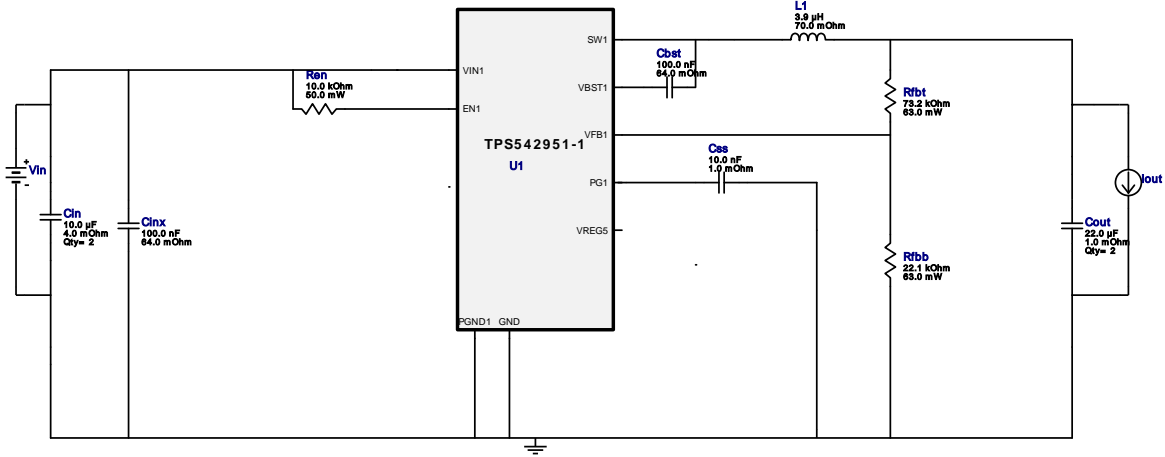 L1
3.9 µH
70.0 mOhm
SW1
Cbst
100.0 nF
64.0 mOhm
VIN1
Ren
10.0 kOhm
50.0 mW
VBST1
Rfbt
73.2 kOhm
63.0 mW
EN1
VFB1
TPS542951-1
U1
Css
10.0 nF
1.0 mOhm
+
Vin
-
PG1
Iout
Cin
10.0 µF
4.0 mOhm
Qty= 2
Cinx
100.0 nF
64.0 mOhm
VREG5
Cout
22.0 µF
1.0 mOhm
Qty= 2
Rfbb
22.1 kOhm
63.0 mW
PGND1 GND